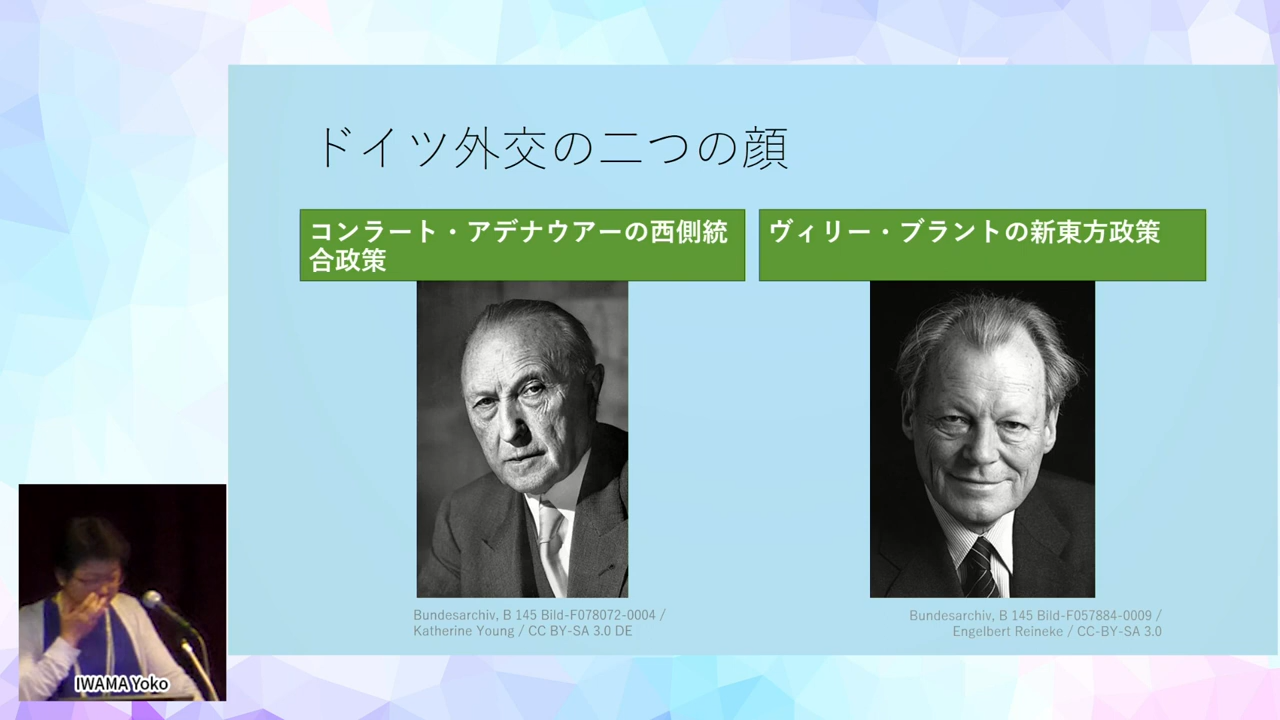 ドイツ外交の二つの顔
コンラート・アデナウアーの西側統
合政策
ヴィリー・ブラントの新東方政策
Bundesarchiv, B 145 Bild-F078072-0004 /
Katherine Young / CC BY-SA 3.0 DE
Bundesarchiv, B 145 Bild-F057884-0009 /
Engelbert Reineke / CC-BY-SA 3.0
IWAMA Yoko